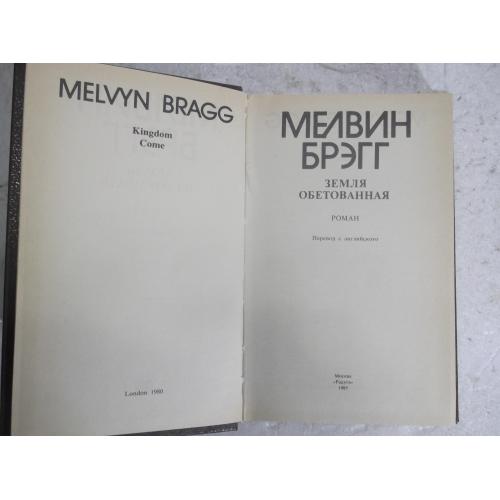 MELVYN BRAGG
Kingdom
Come
London 1980
МЕЛВИН
БРЭГГ
ЗЕМЛЯ
ОБЕТОВАННАЯ
РОМАН
Перевод с английского
Москва
«Радуга»